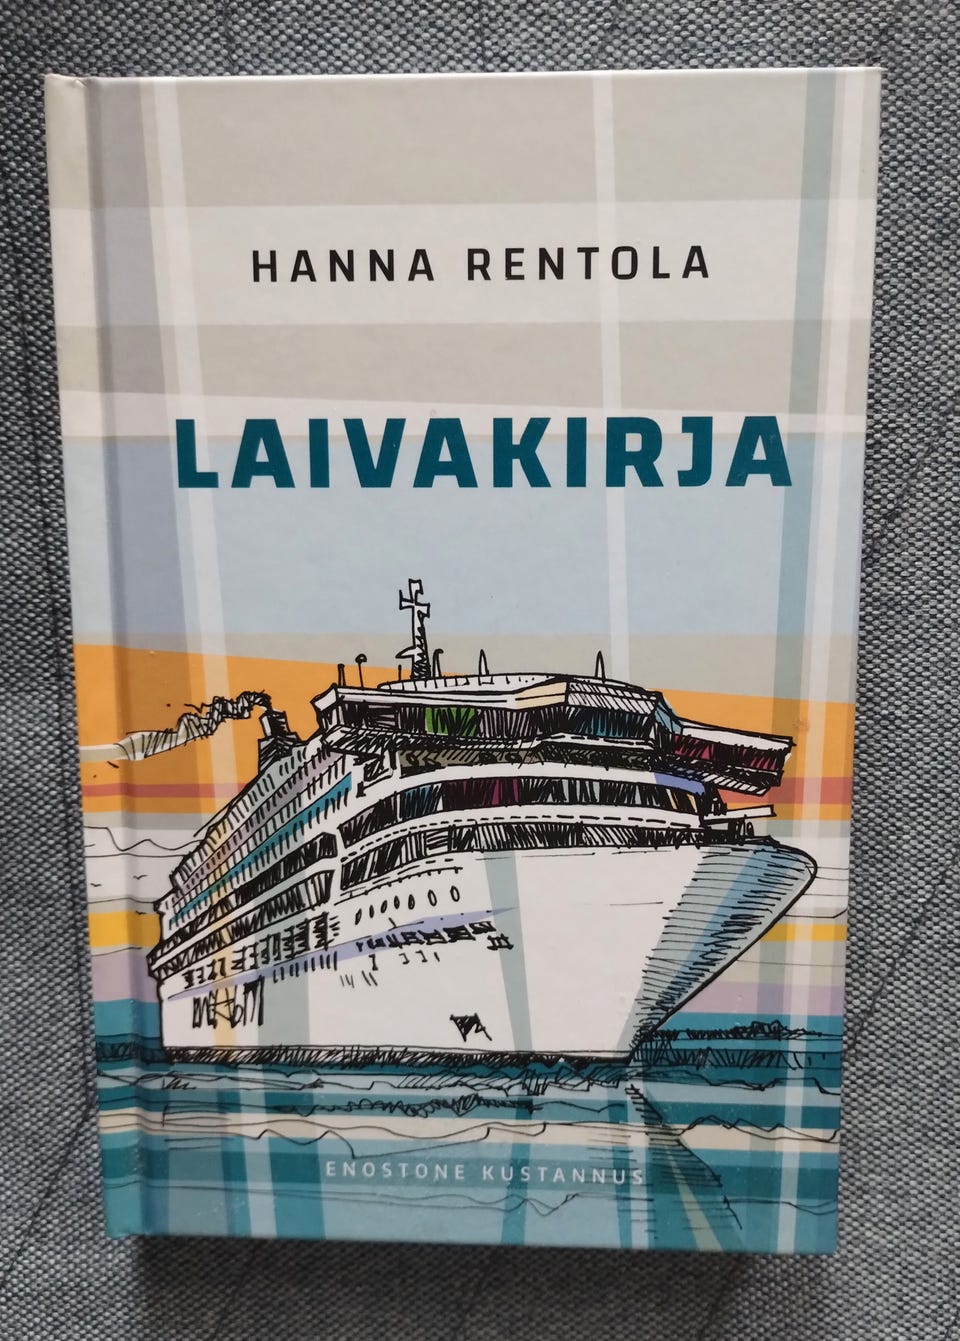 HANNA RENTOLA
LAIVAKIRJA
ENOSTONE KUSTANNUS